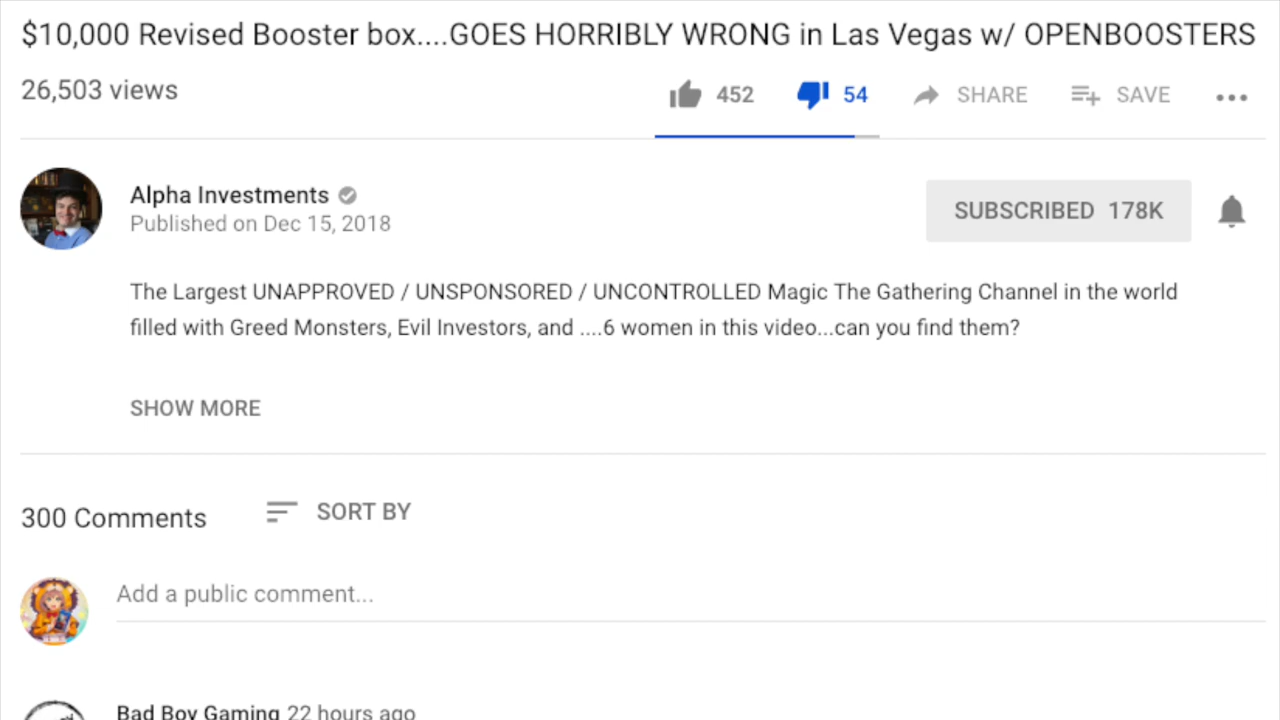 $10,000 Revised Booster box....GOES HORRIBLY WRONG in Las Vegas w/ OPENBOOSTERS
26,503 views
452
54
SHARE
SAVE
Alpha Investments
Published on Dec 15, 2018
SUBSCRIBED 178K
The Largest UNAPPROVED / UNSPONSORED / UNCONTROLLED Magic The Gathering Channel in the world
filled with Greed Monsters, Evil Investors, and ....6 women in this video...can you find them?
SHOW MORE
300 Comments
SORT BY
Add a public comment...
Bad Boy Gaming 22 hours ago